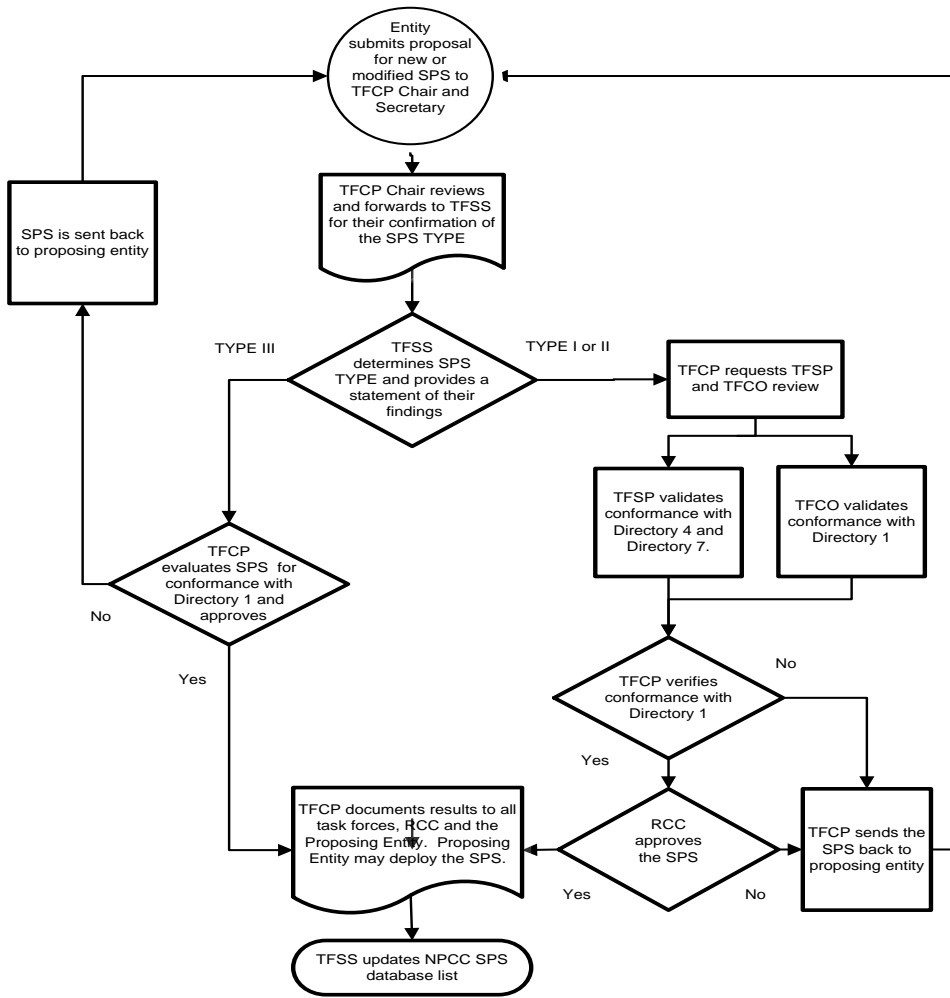 Entity
submits proposal
for new or
modified SPS to
TFCP Chair and
Secretary
TFCP Chair reviews
and forwards to TFSS
for their confirmation of
the SPS TYPE
SPS is sent back
to proposing entity
TYPE III
TFSS
determines SPS
TYPE and provides a
statement of their
findings
TYPE I or II
TFCP requests TFSP
and TFCO review
TFSP validates
conformance with
Directory 4 and
Directory 7.
TFCO validates
conformance with
Directory 1
TFCP
evaluates SPS for
conformance with
Directory 1 and
approves
No
Yes
TFCP verifies
conformance with
Directory 1
No
Yes
TFCP documents results to all
task forces, RCC and the
Proposing Entity. Proposing
Entity may deploy the SPS.
RCC
approves
the SPS
Yes
No
TFCP sends the
SPS back to
proposing entity
TFSS updates NPCC SPS
database list